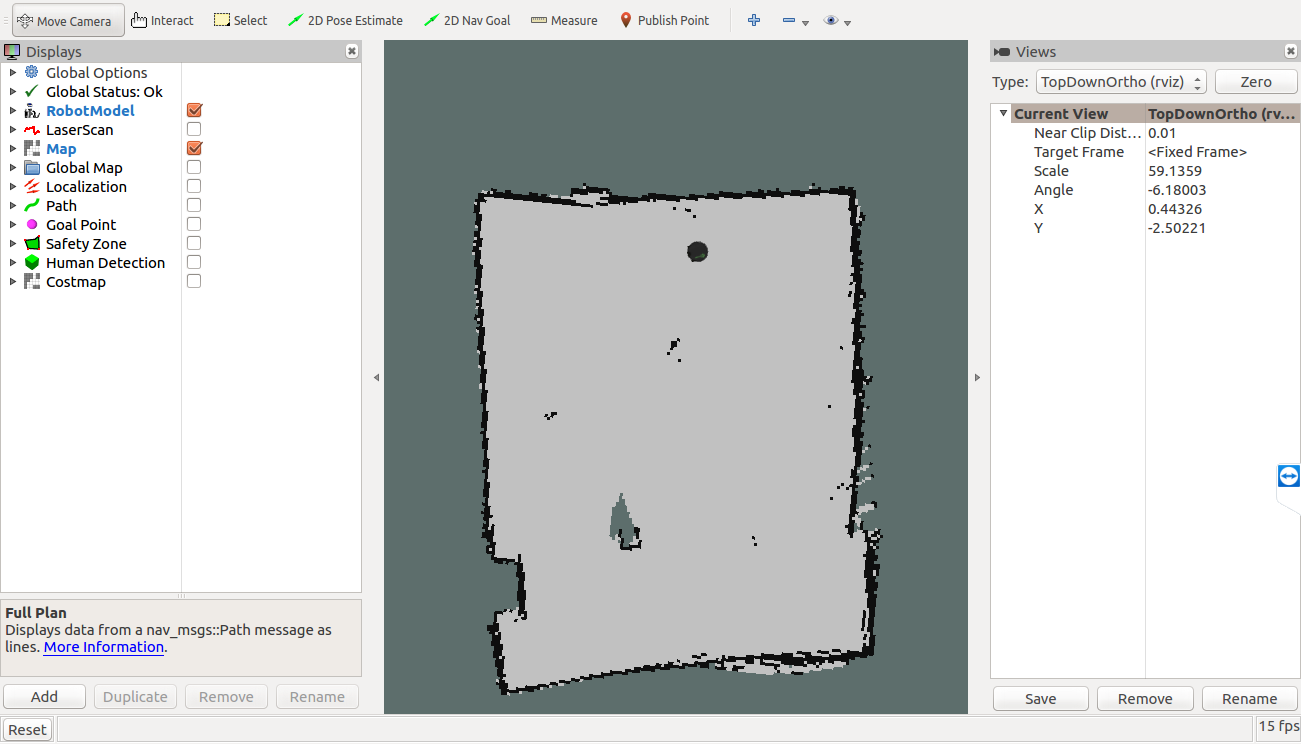 Move Camera Interact Select 2D Pose Estimate 2D Nav Goal Measure Publish Point
Displays
Global Options
Global Status: Ok
RobotModel
LaserScan
Map
Global Map
Localization
Path
Goal Point
Safety Zone
Human Detection
Costmap
Full Plan
Displays data from a nav_msgs::Path message as
lines. More Information.
Add Duplicate Remove Rename
Reset
Views
Type: TopDownOrtho (rviz) Zero
Current View TopDownOrtho (rv...
Near Clip Dist... 0.01
Target Frame <Fixed Frame>
Scale 59.1359
Angle -6.18003
X 0.44326
Y -2.50221
Save Remove Rename
15 fps